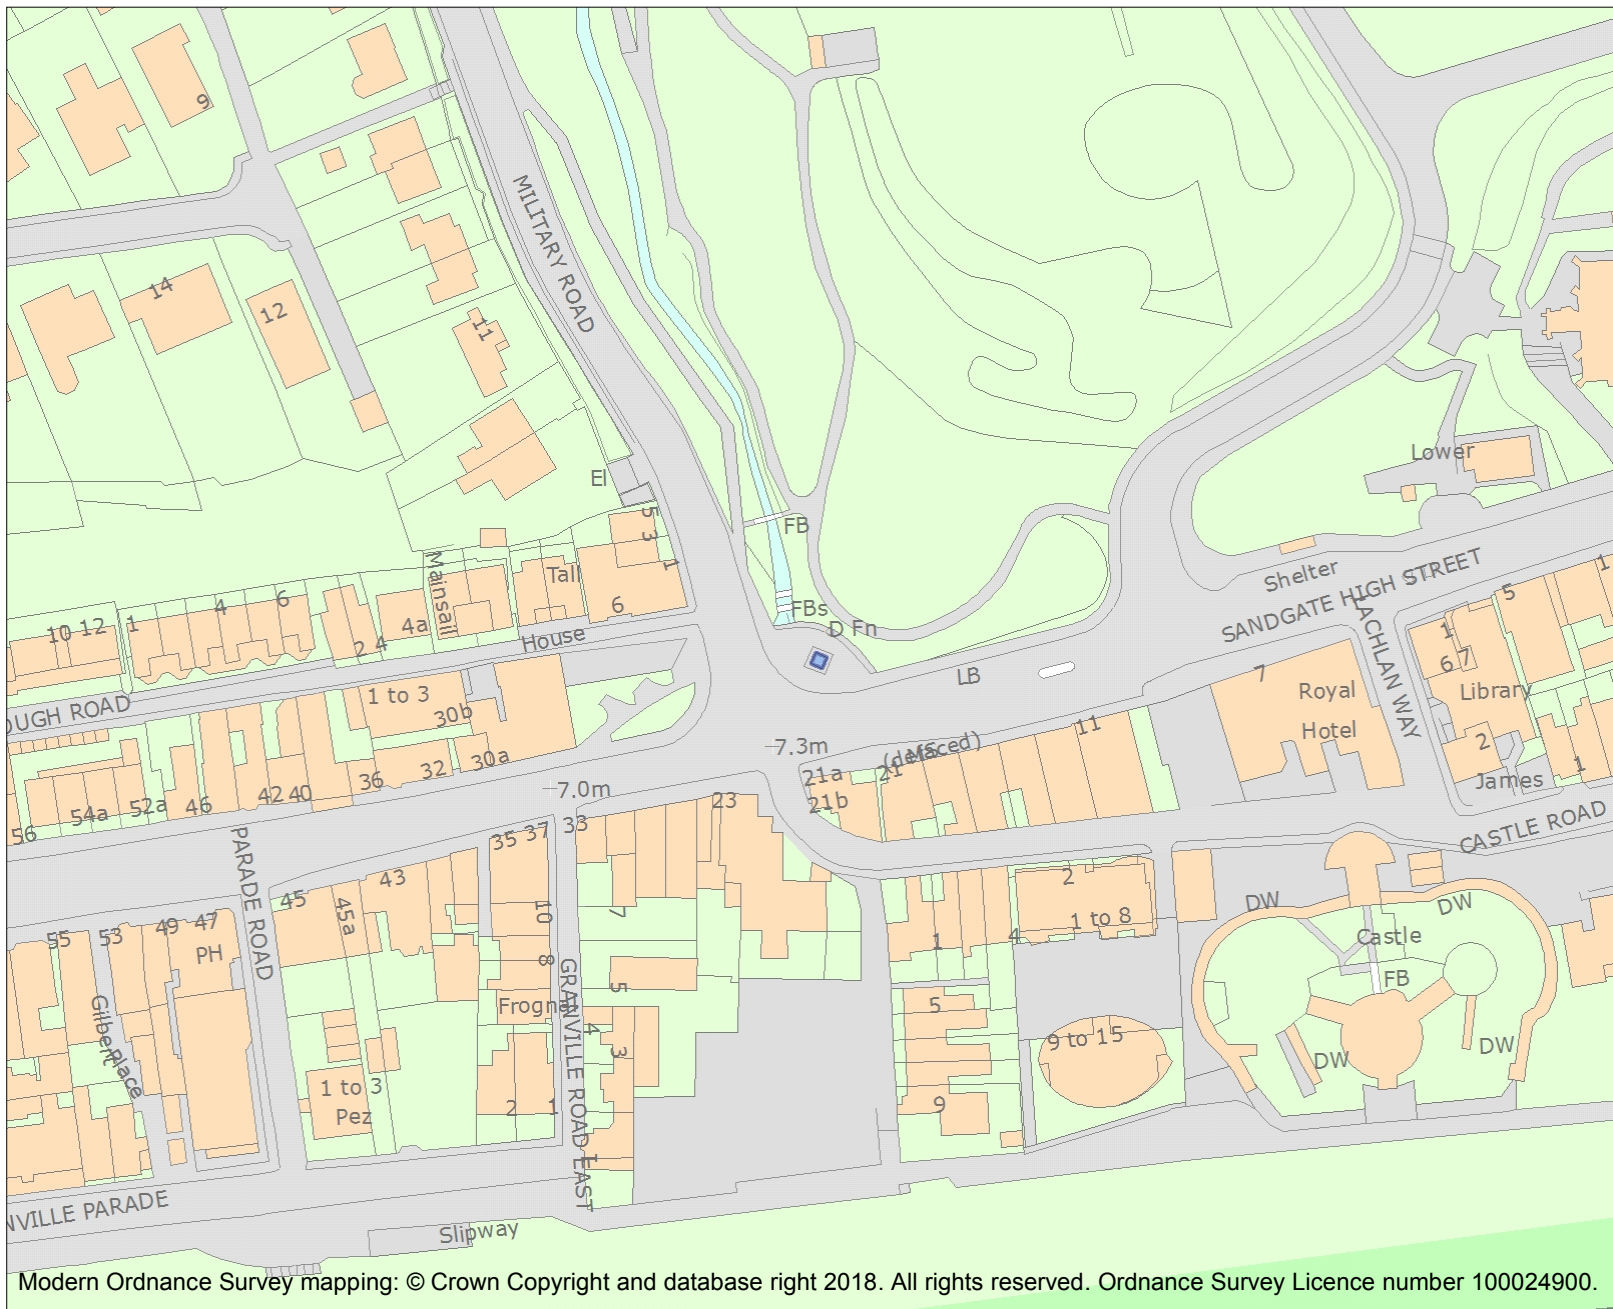 9
MILITARY ROAD
14
12
11
El
Lower
5 3
1
FB
Mainsail
Tall
6
Shelter
SANDGATE HIGH STREET
5
1
FBs
D Fn
10 12
1
4
6
2 4
4a
House
LB
LACHLAN WAY
1
6 7
Library
7
Royal
Hotel
OUGH ROAD
1 to 3
30b
2
James
1
11
7.3m
21a
21
21b
7.0m
30a
32
36
42 40
46
52a
54a
56
23
33
35 37
CASTLE ROAD
PARADE ROAD
43
45
45a
2
1 to 8
DW
DW
Castle
FB
55
53
49
47
PH
10
7
1
4
8
5
GRANVILLE ROAD EAST
Frognal
5
Gilbert
Place
4
3
9 to 15
DW
DW
1 to 3
Pez
2
1
9
1
NVILLE PARADE
Slipway
Modern Ordnance Survey mapping: © Crown Copyright and database right 2018. All rights reserved. Ordnance Survey Licence number 100024900.